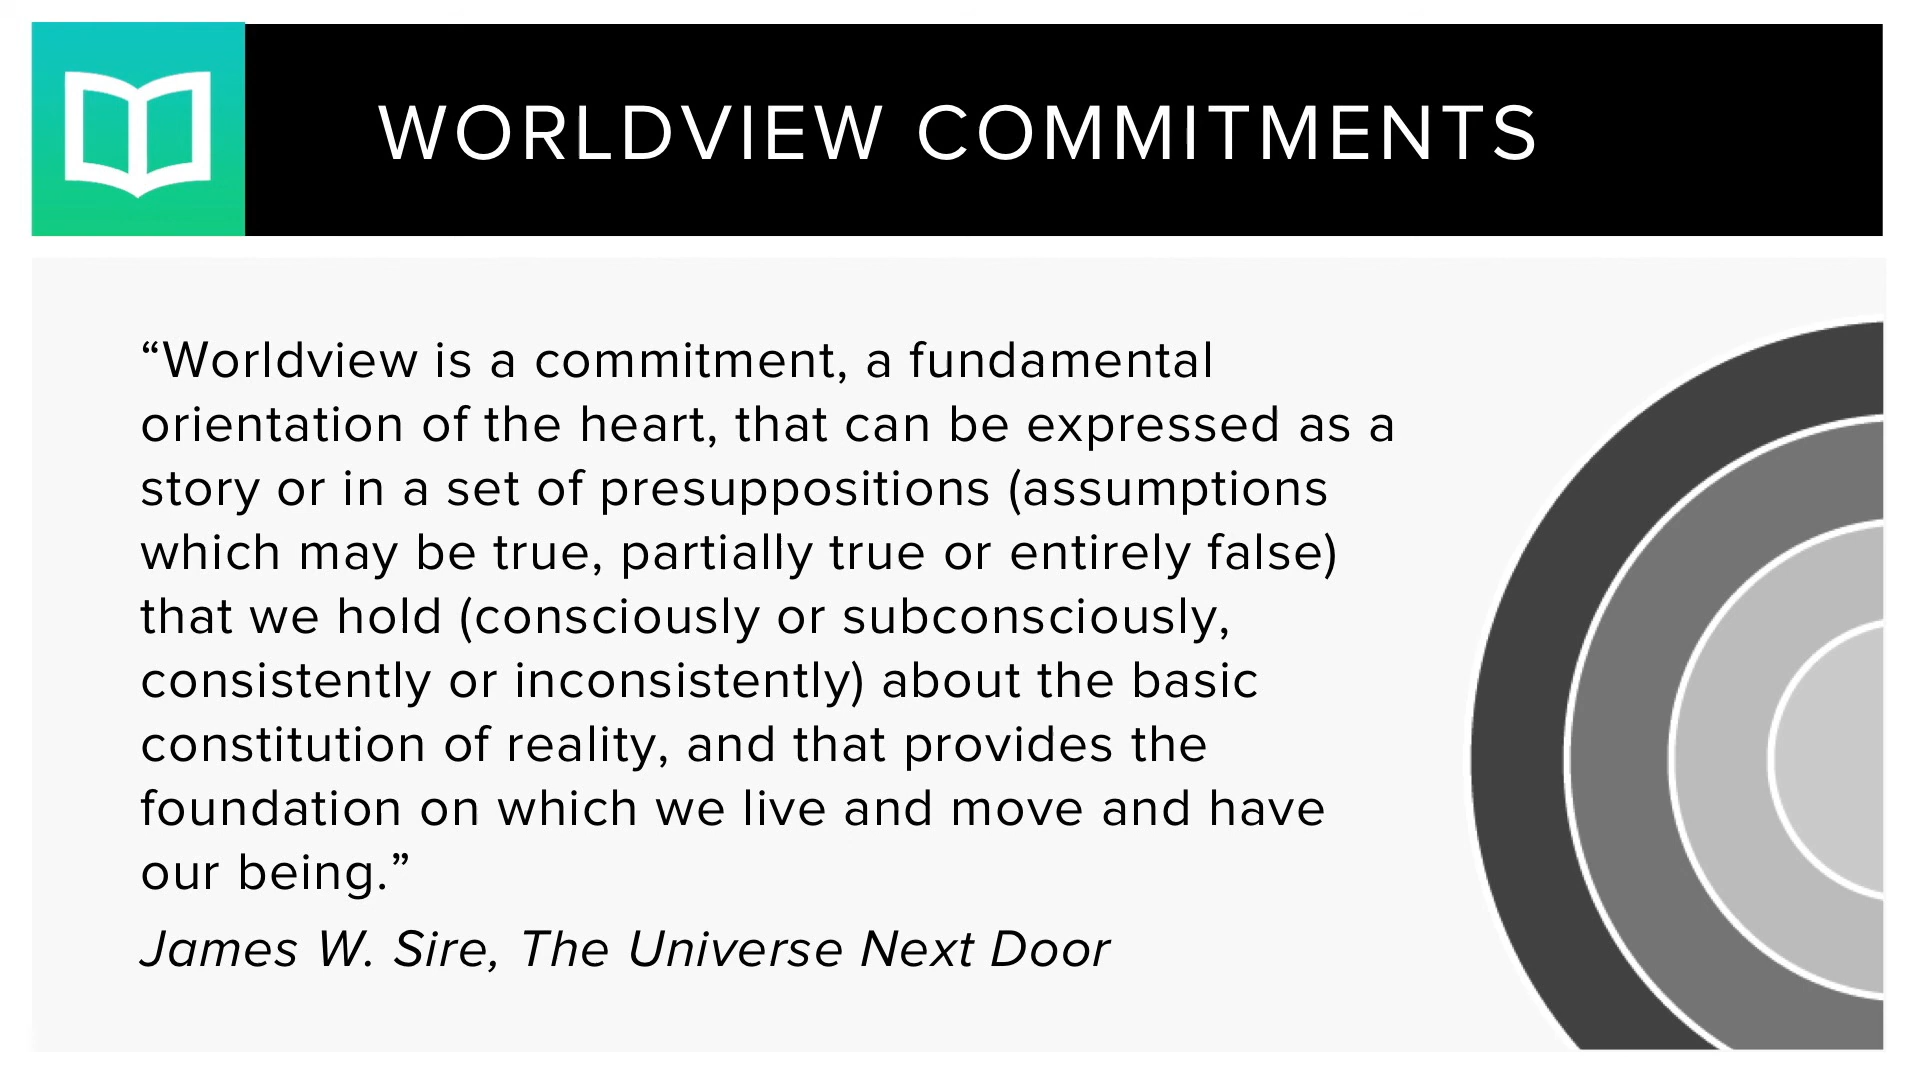 WORLDVIEW COMMITMENTS
“Worldview is a commitment, a fundamental
orientation of the heart, that can be expressed as a
story or in a set of presuppositions (assumptions
which may be true, partially true or entirely false)
that we hold (consciously or subconsciously,
consistently or inconsistently) about the basic
constitution of reality, and that provides the
foundation on which we live and move and have
our being.”
James W. Sire, The Universe Next Door